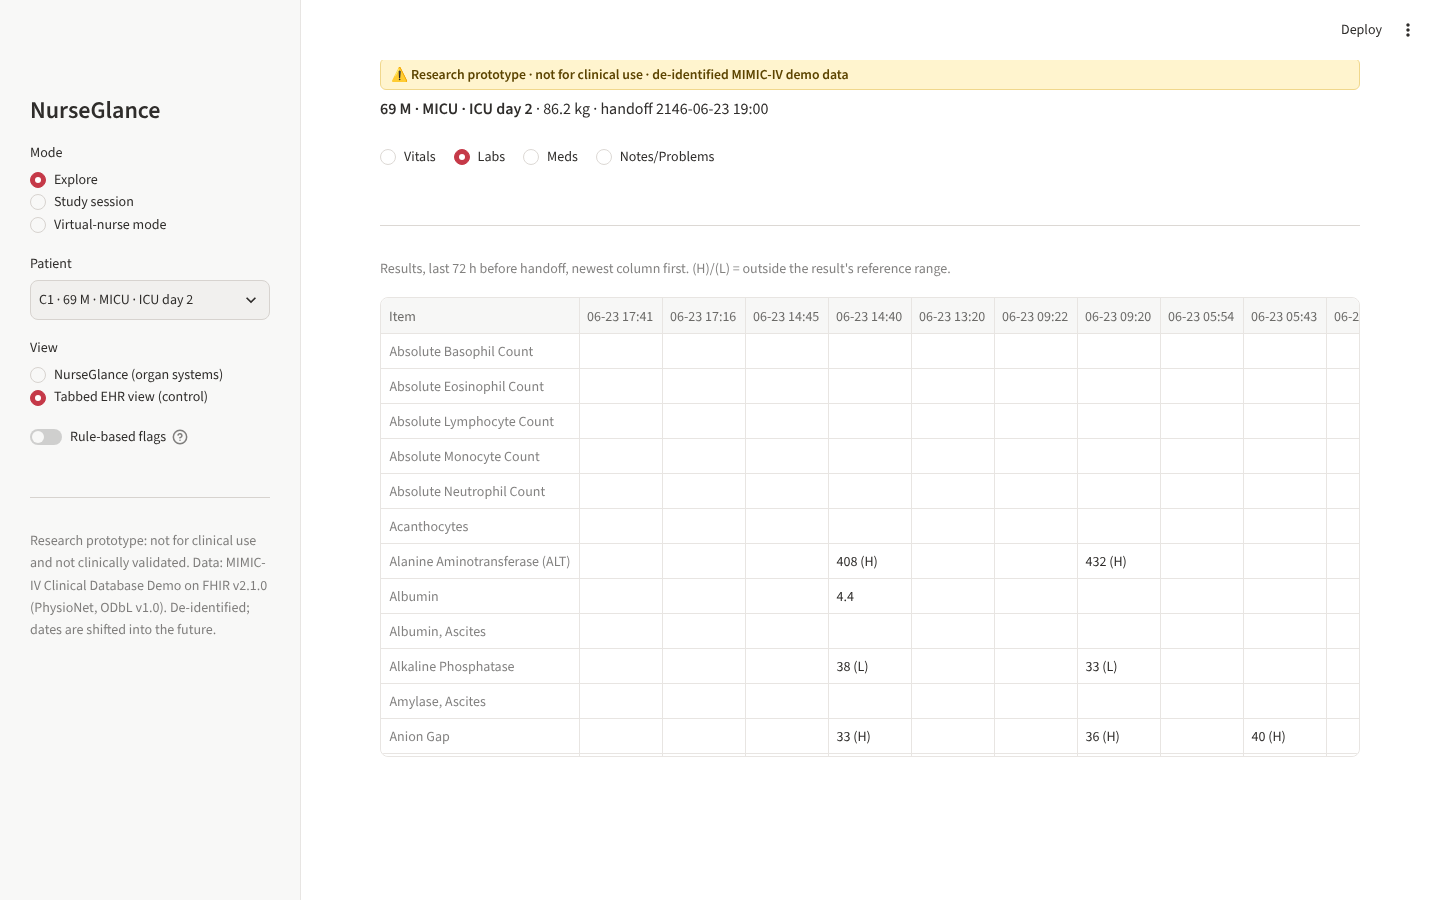 Deploy
NurseGlance
Mode
Explore
Study session
Virtual-nurse mode
Patient
C1 · 69 M · MICU · ICU day 2
View
NurseGlance (organ systems)
Tabbed EHR view (control)
Rule-based flags
Research prototype: not for clinical use
and not clinically validated. Data: MIMIC-
IV Clinical Database Demo on FHIR v2.1.0
(PhysioNet, ODbL v1.0). De-identified;
dates are shifted into the future.
⚠️ Research prototype · not for clinical use · de-identified MIMIC-IV demo data
69 M · MICU · ICU day 2 · 86.2 kg · handoff 2146-06-23 19:00
Vitals Labs Meds Notes/Problems
Results, last 72 h before handoff, newest column first. (H)/(L) = outside the result's reference range.
Item 06-23 17:41 06-23 17:16 06-23 14:45 06-23 14:40 06-23 13:20 06-23 09:22 06-23 09:20 06-23 05:54 06-23 05:43 06-2
Absolute Basophil Count
Absolute Eosinophil Count
Absolute Lymphocyte Count
Absolute Monocyte Count
Absolute Neutrophil Count
Acanthocytes
Alanine Aminotransferase (ALT) 408 (H) 432 (H)
Albumin 4.4
Albumin, Ascites
Alkaline Phosphatase 38 (L) 33 (L)
Amylase, Ascites
Anion Gap 33 (H) 36 (H) 40 (H)